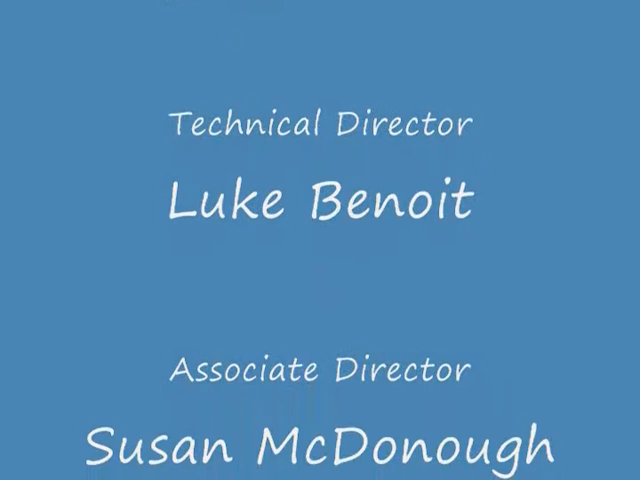 Technical Director
Luke Benoit
Associate Director
Susan McDonough